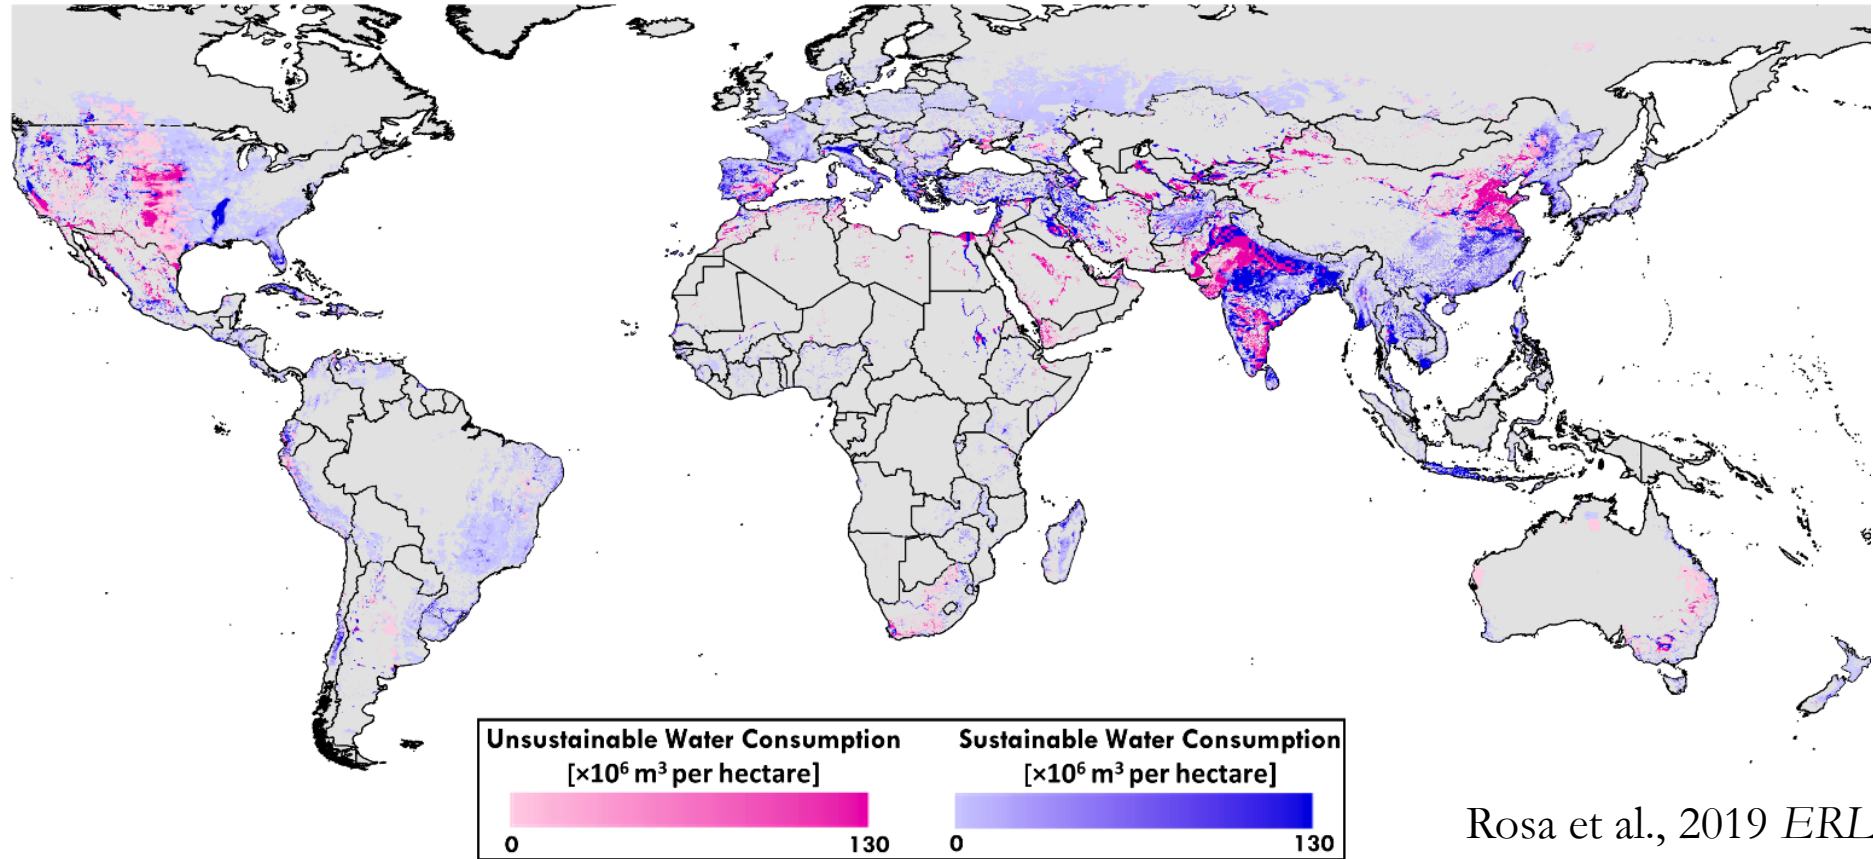 Unsustainable Water Consumption
[×10⁶ m³ per hectare]
0 130
Sustainable Water Consumption
[×10⁶ m³ per hectare]
0 130
Rosa et al., 2019 ERL